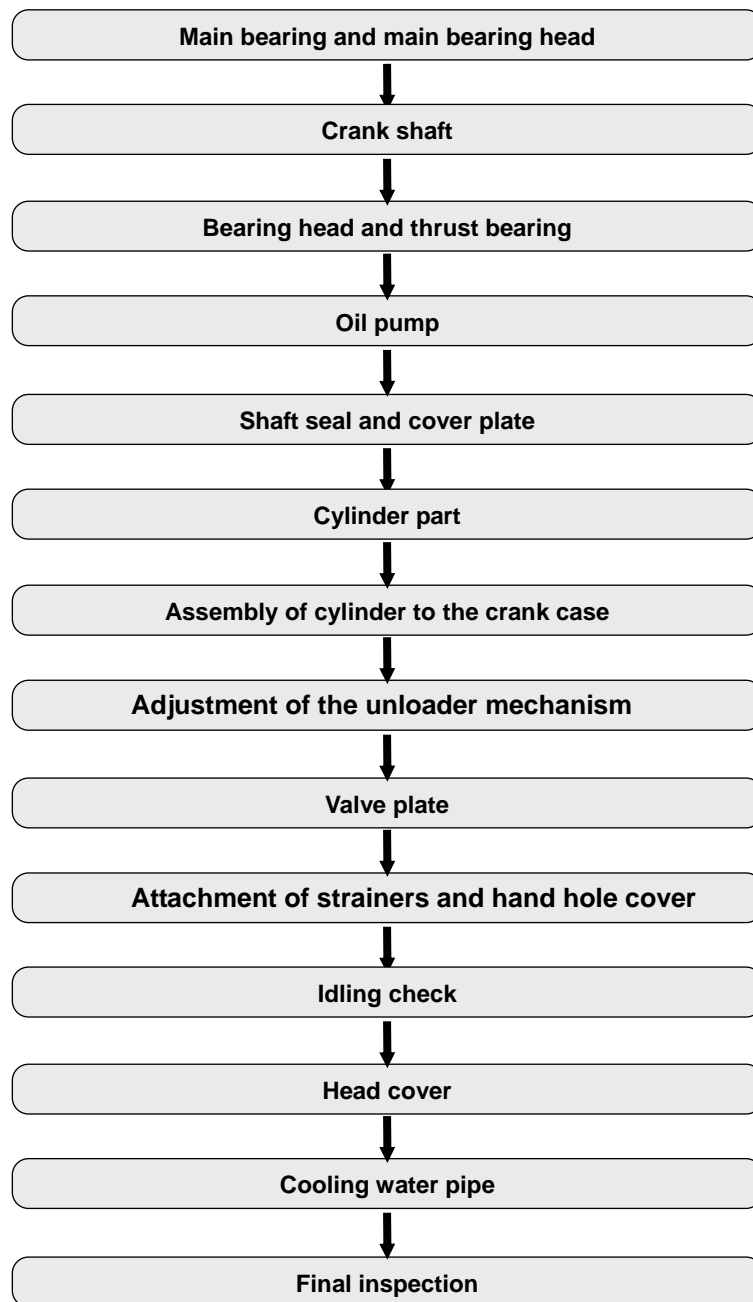 Main bearing and main bearing head
Crank shaft
Bearing head and thrust bearing
Oil pump
Shaft seal and cover plate
Cylinder part
Assembly of cylinder to the crank case
Adjustment of the unloader mechanism
Valve plate
Attachment of strainers and hand hole cover
Idling check
Head cover
Cooling water pipe
Final inspection